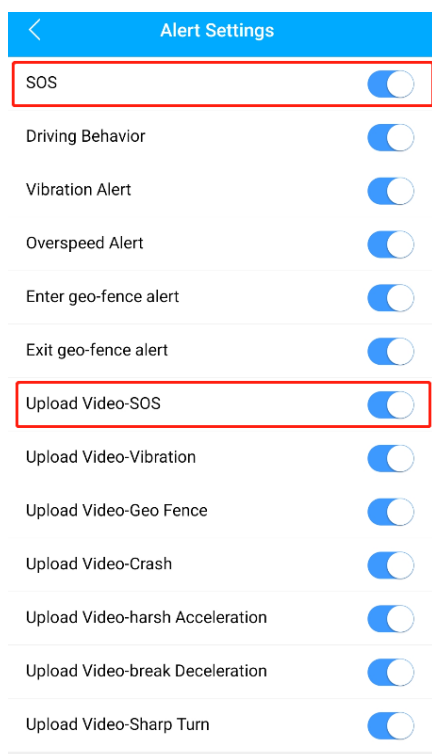 Alert Settings
SOS
Driving Behavior
Vibration Alert
Overspeed Alert
Enter geo-fence alert
Exit geo-fence alert
Upload Video-SOS
Upload Video-Vibration
Upload Video-Geo Fence
Upload Video-Crash
Upload Video-harsh Acceleration
Upload Video-break Deceleration
Upload Video-Sharp Turn